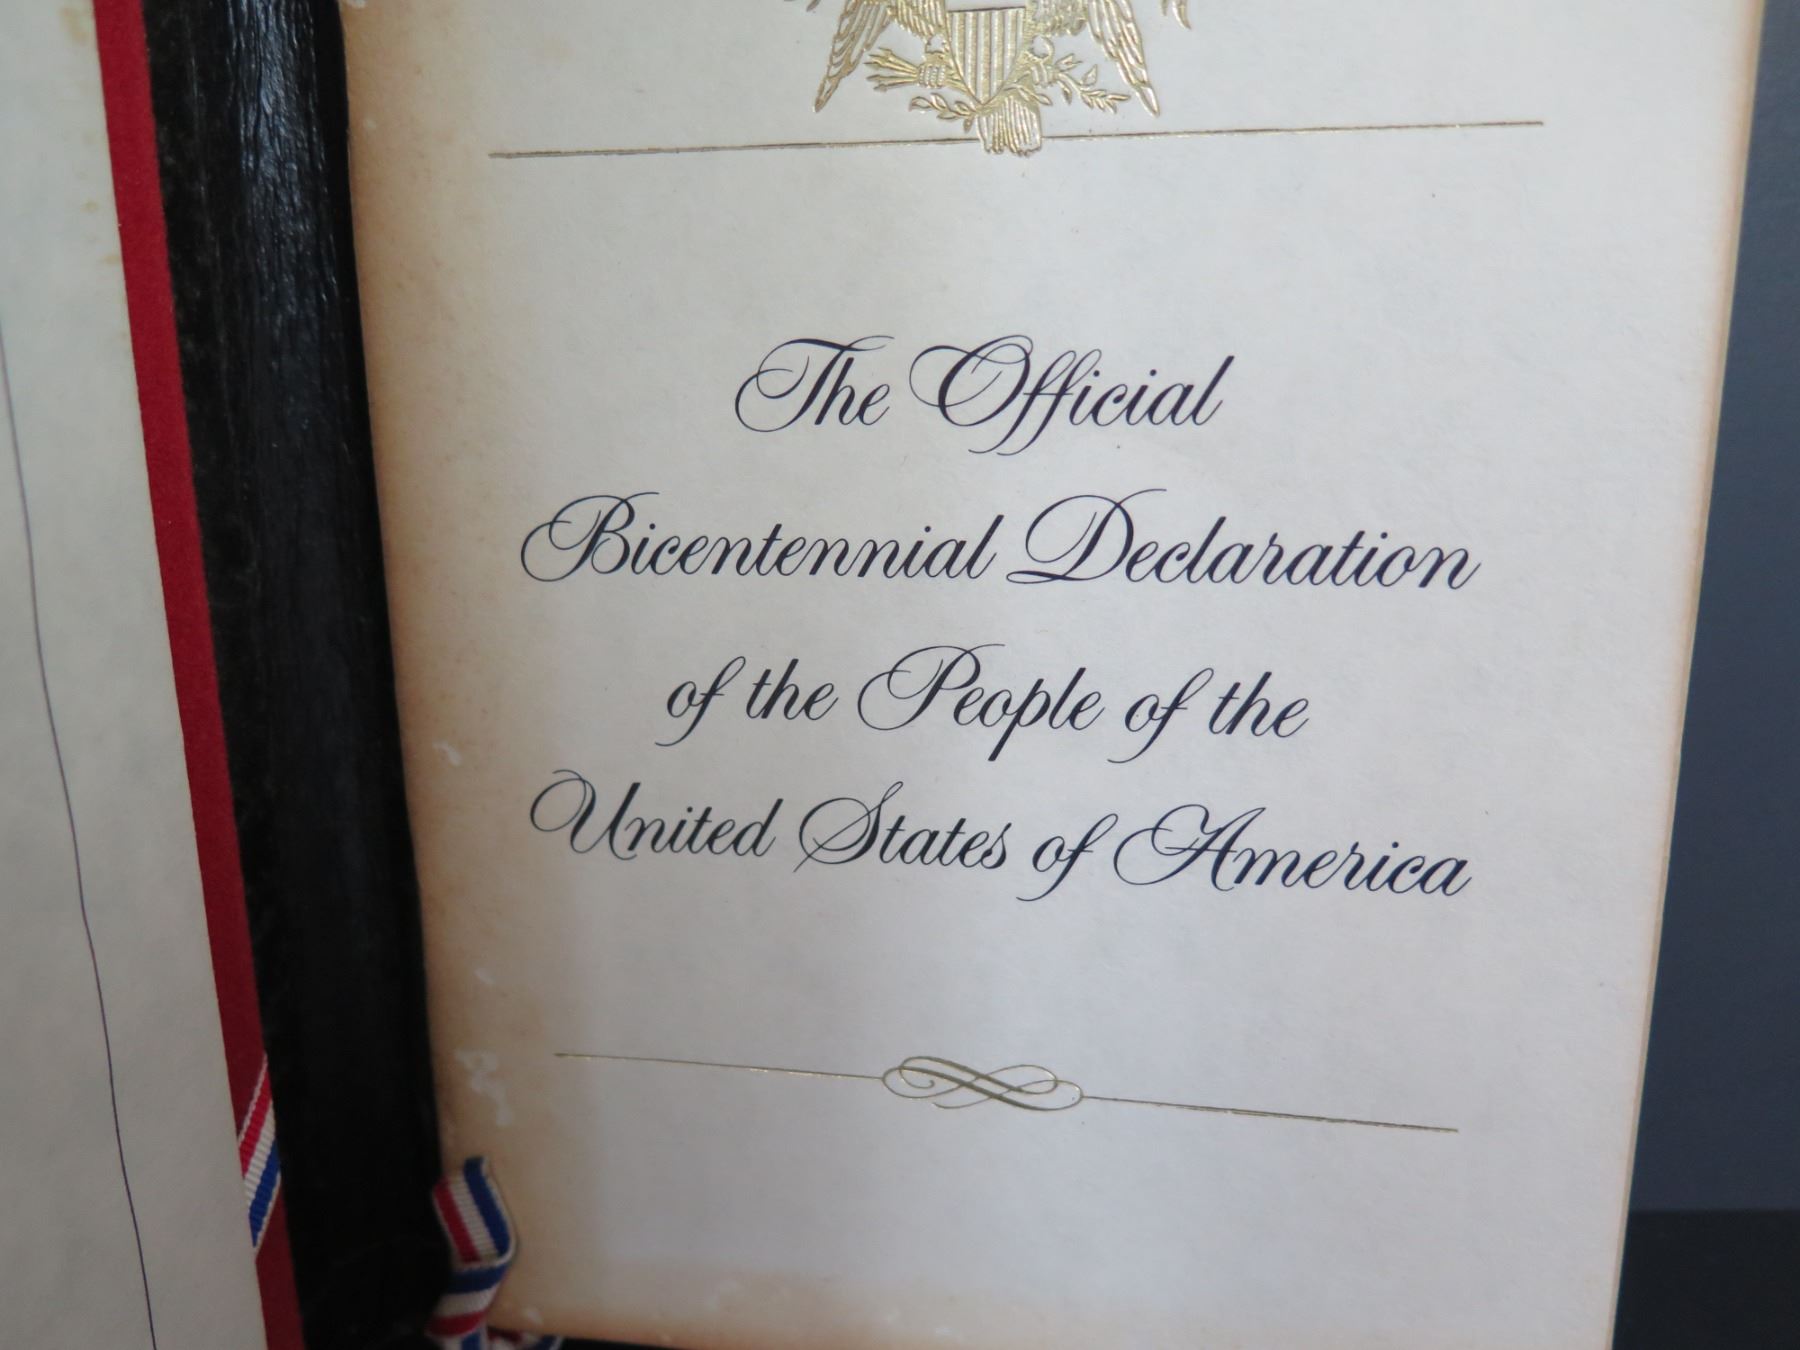 The Official
Bicentennial Declaration
of the People of the
United States of America